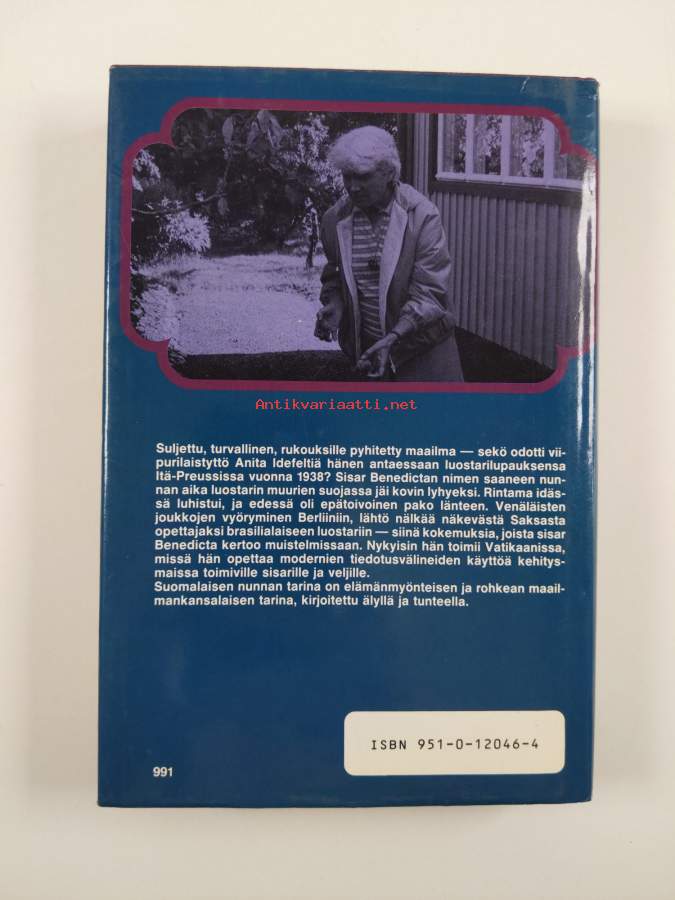 Antikvariaatti.net
Suljettu, turvallinen, rukouksille pyhitetty maailma — sekö odotti vii-
purilaistyttö Anita Idefeltiä hänen antaessaan luostarilupauksensa
Itä-Preussissa vuonna 1938? Sisar Benedictan nimen saaneen nun-
nan aika luostarin muurien suojassa jäi kovin lyhyeksi. Rintama idäs-
sä luhistui, ja edessä oli epätoivoinen pako länteen. Venäläisten
joukkojen vyöryminen Berliiniin, lähtö nälkää näkevästä Saksasta
opettajaksi brasilialaiseen luostariin — siinä kokemuksia, joista sisar
Benedicta kertoo muistelmissaan. Nykyisin hän toimii Vatikaanissa,
missä hän opettaa modernien tiedotusvälineiden käyttöä kehitys-
maissa toimiville sisarille ja veljille.
Suomalaisen nunnan tarina on elämänmyönteisen ja rohkean maail-
mankansalaisen tarina, kirjoitettu älyllä ja tunteella.
ISBN 951-0-12046-4
991